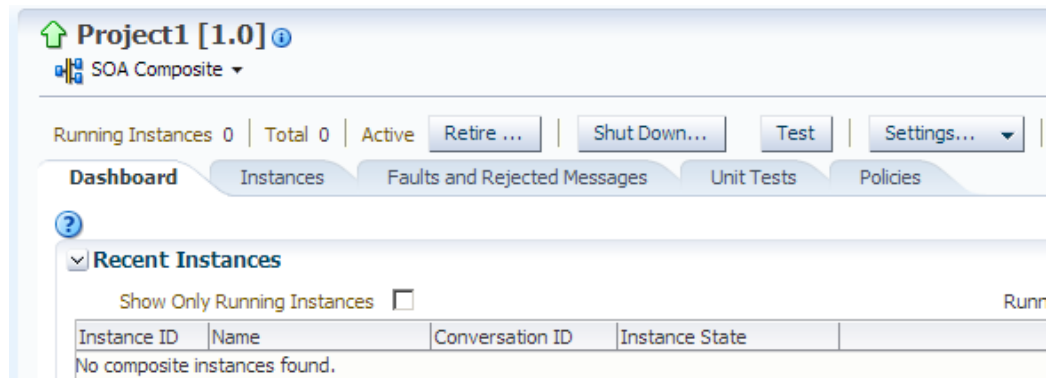 Project1 [1.0]
SOA Composite
Running Instances 0 Total 0 Active Retire ... Shut Down... Test Settings...
Dashboard Instances Faults and Rejected Messages Unit Tests Policies
Recent Instances
Show Only Running Instances Runn
Instance ID Name Conversation ID Instance State
No composite instances found.